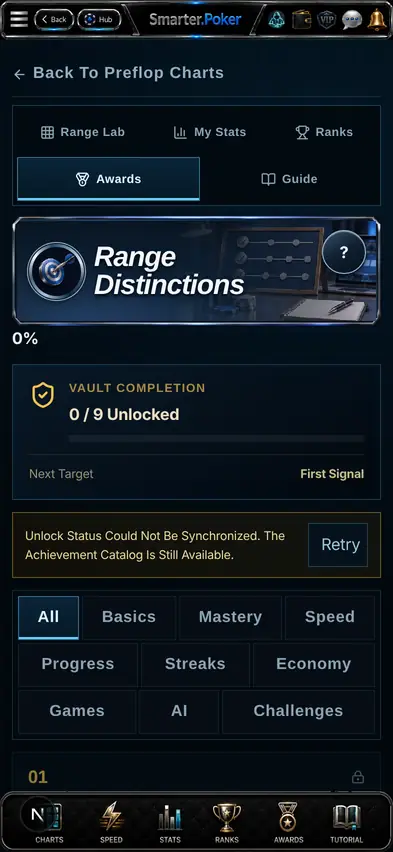 Back
Hub
Smarter.Poker
VIP
Back To Preflop Charts
Range Lab
My Stats
Ranks
Awards
Guide
Range
Distinctions
?
0%
VAULT COMPLETION
0 / 9 Unlocked
Next Target
First Signal
Unlock Status Could Not Be Synchronized. The
Achievement Catalog Is Still Available.
Retry
All
Basics
Mastery
Speed
Progress
Streaks
Economy
Games
AI
Challenges
01
N
CHARTS
SPEED
STATS
RANKS
AWARDS
TUTORIAL